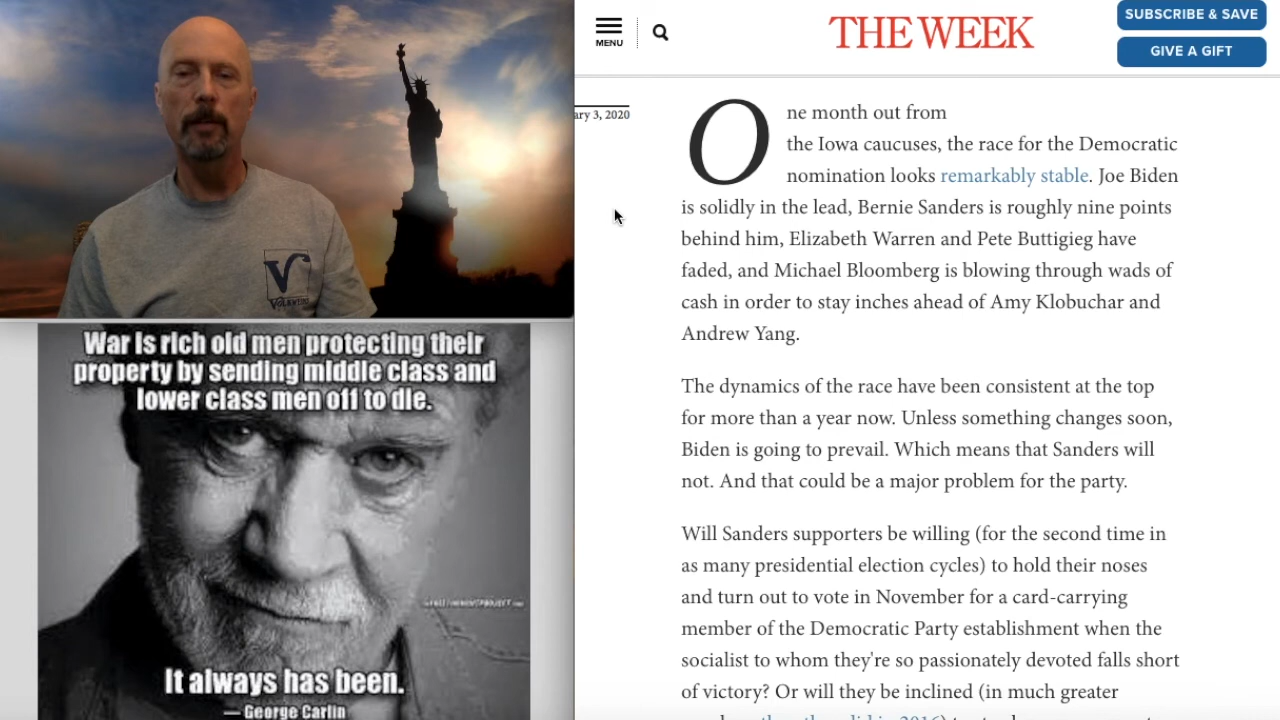 V
War is rich old men protecting their
property by sending middle class and
lower class men off to die.
It always has been.
— George Carlin
MENU
THE WEEK
SUBSCRIBE & SAVE
GIVE A GIFT
ary 3, 2020
One month out from
the Iowa caucuses, the race for the Democratic
nomination looks remarkably stable. Joe Biden
is solidly in the lead, Bernie Sanders is roughly nine points
behind him, Elizabeth Warren and Pete Buttigieg have
faded, and Michael Bloomberg is blowing through wads of
cash in order to stay inches ahead of Amy Klobuchar and
Andrew Yang.
The dynamics of the race have been consistent at the top
for more than a year now. Unless something changes soon,
Biden is going to prevail. Which means that Sanders will
not. And that could be a major problem for the party.
Will Sanders supporters be willing (for the second time in
as many presidential election cycles) to hold their noses
and turn out to vote in November for a card-carrying
member of the Democratic Party establishment when the
socialist to whom they're so passionately devoted falls short
of victory? Or will they be inclined (in much greater